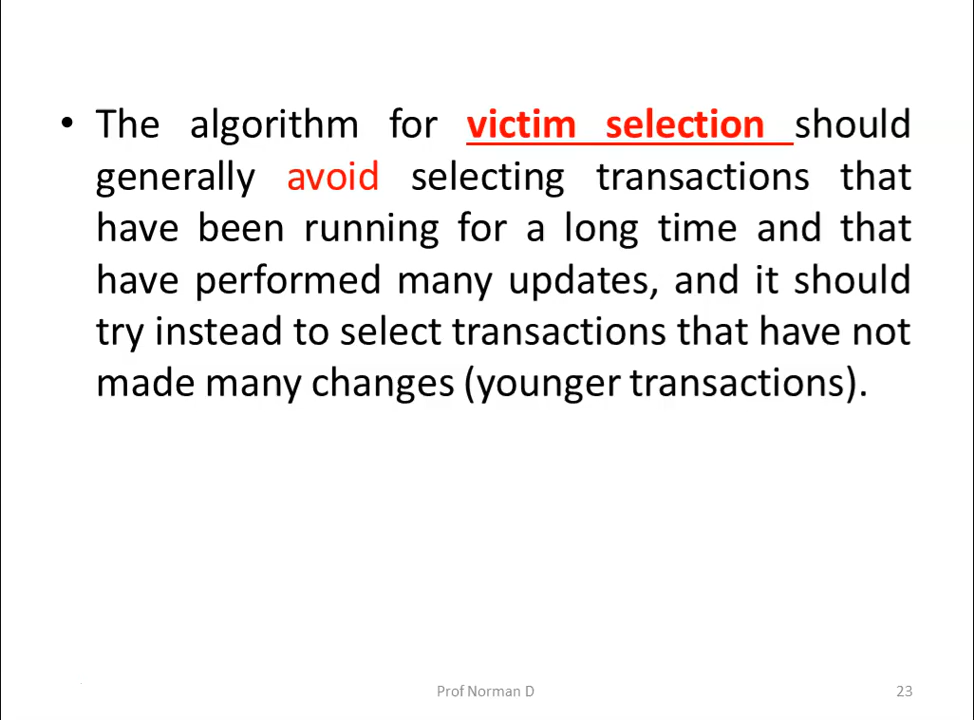 • The algorithm for victim selection should
generally avoid selecting transactions that
have been running for a long time and that
have performed many updates, and it should
try instead to select transactions that have not
made many changes (younger transactions).
Prof Norman D
23